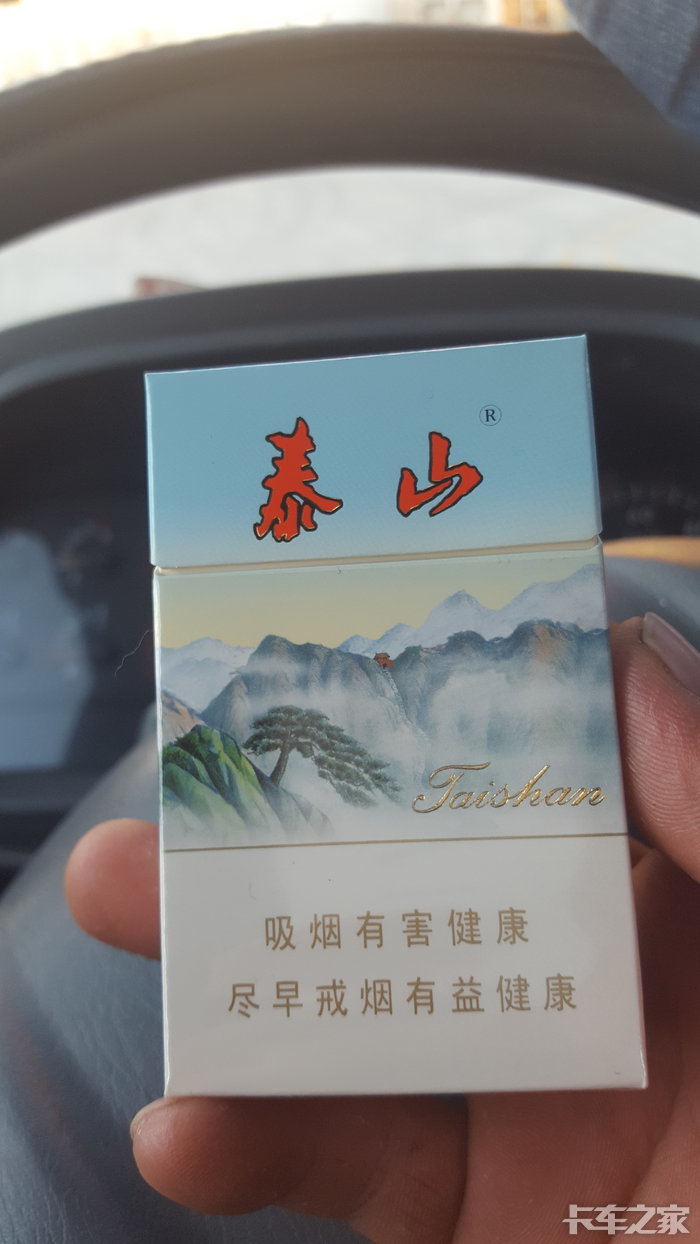 泰山®
Taishan
吸烟有害健康
尽早戒烟有益健康
卡车之家